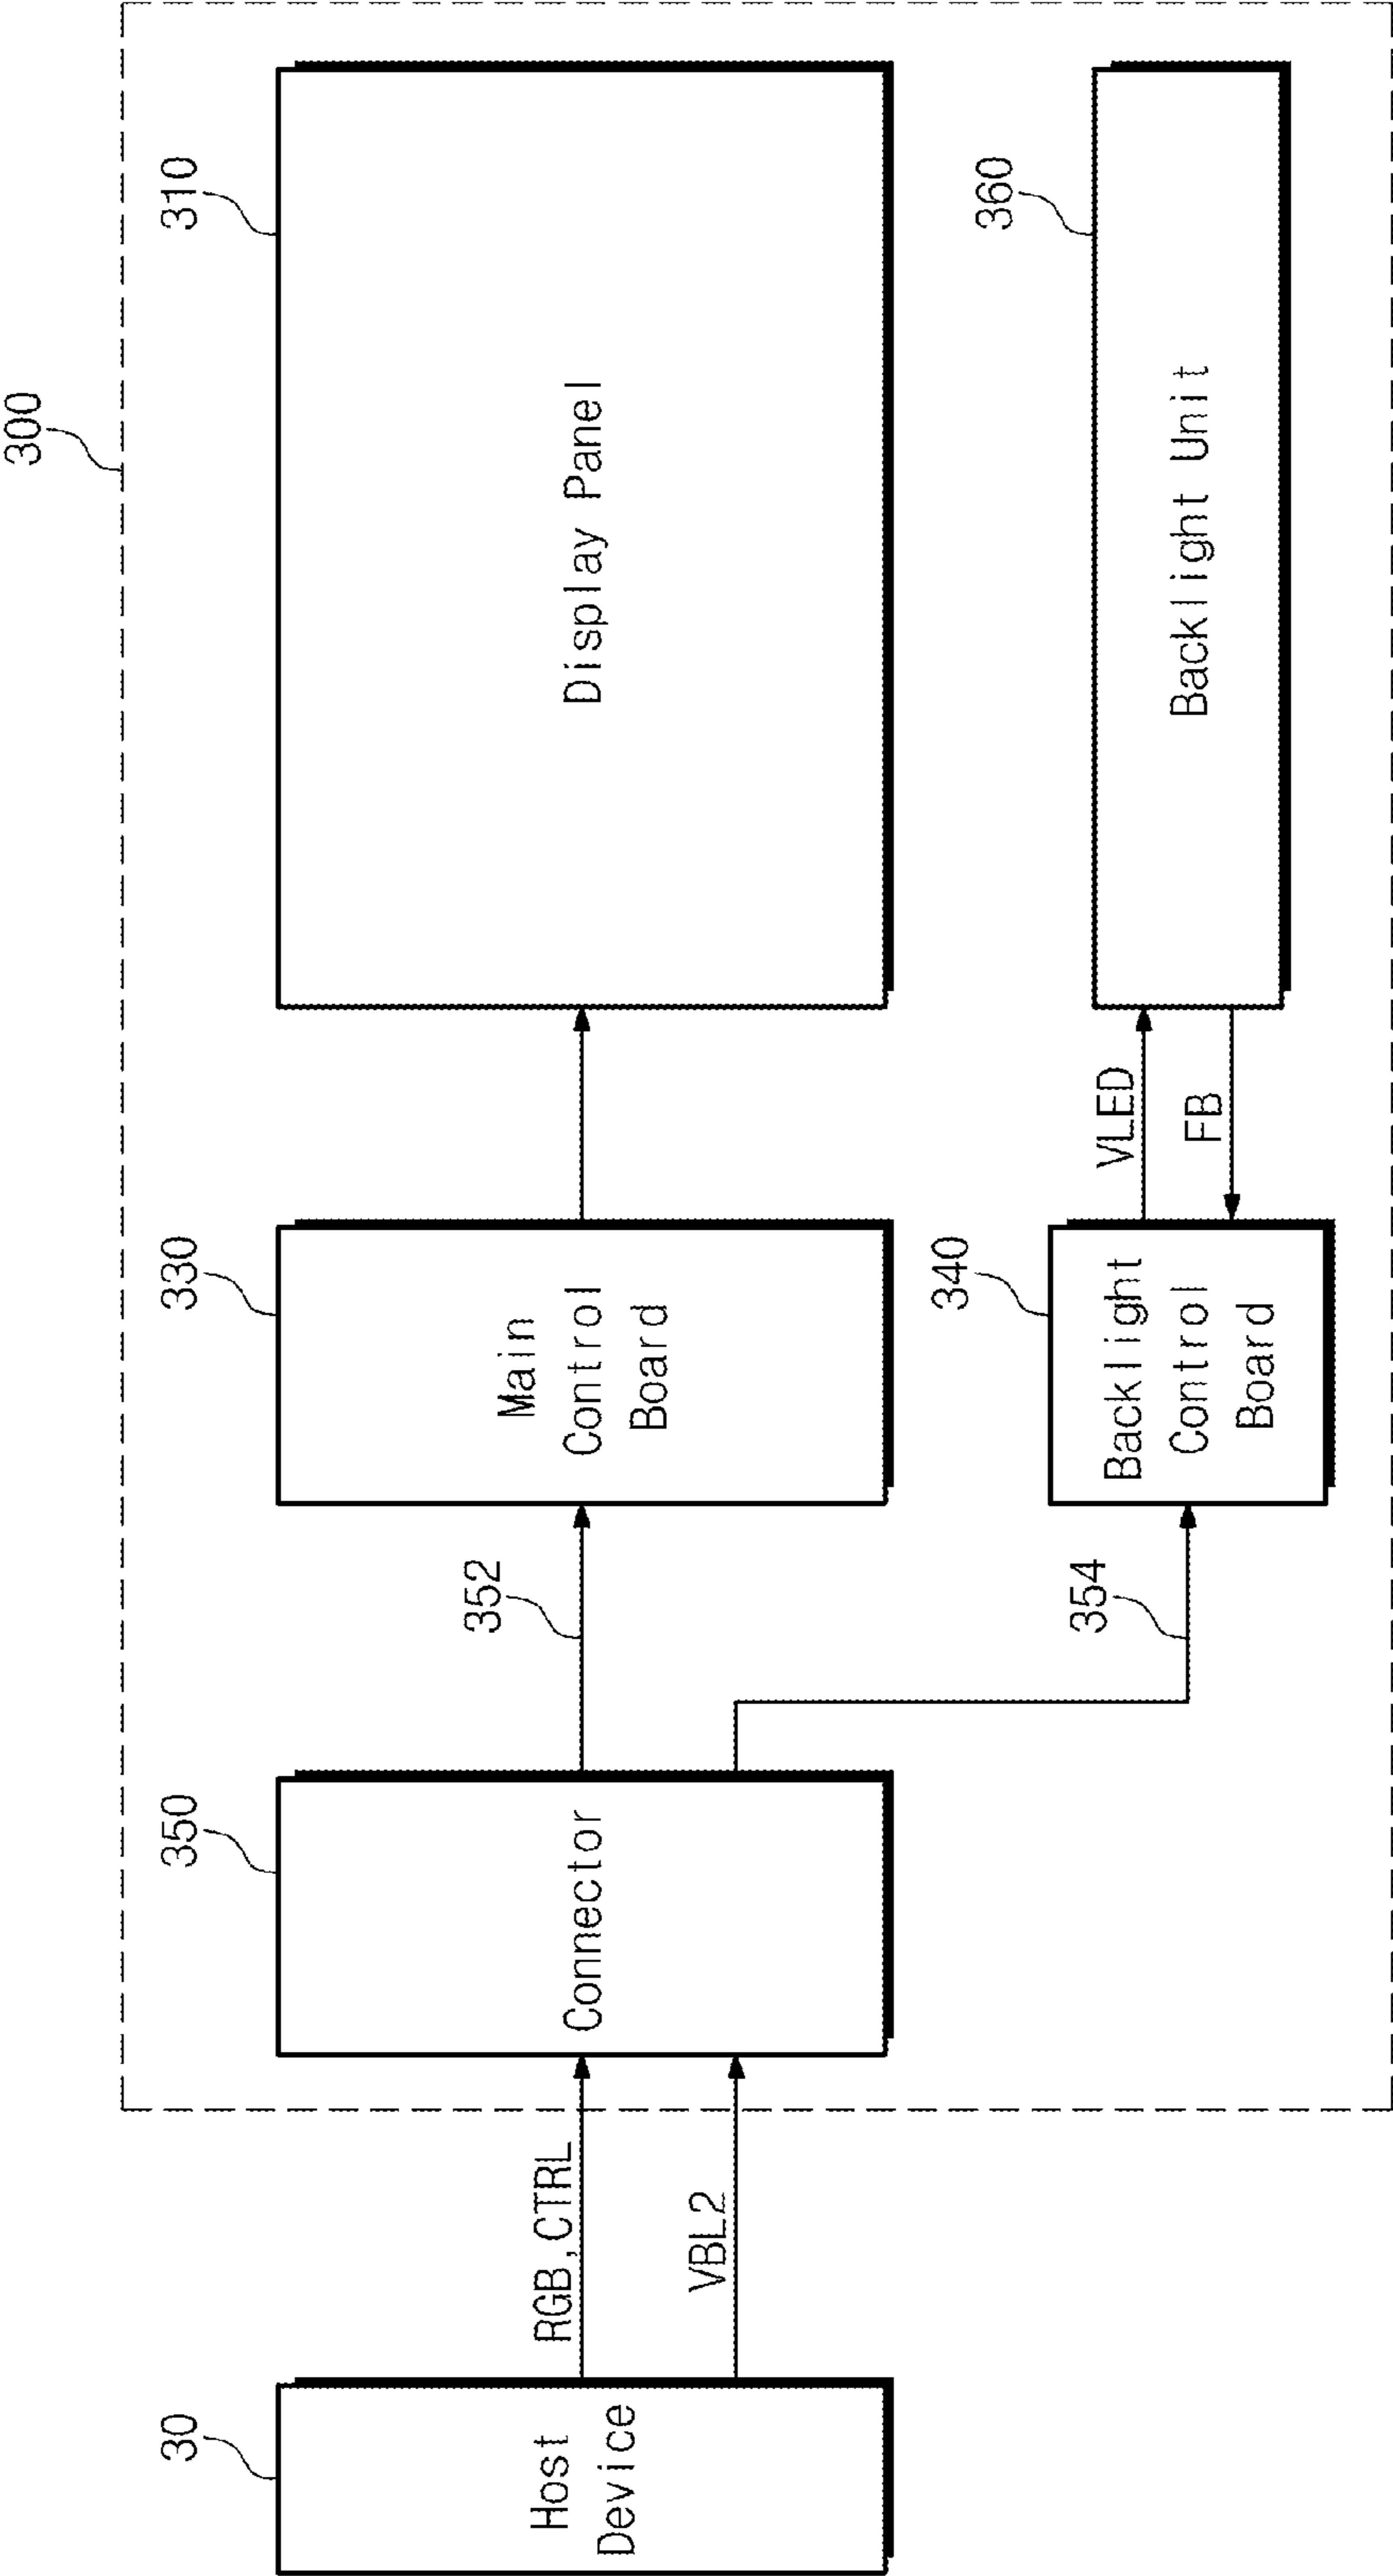 300
30
Host
Device
RGB,CTRL
VBL2
350
Connector
352
354
330
Main
Control
Board
340
Backlight
Control
Board
VLED
FB
310
Display Panel
360
Backlight Unit